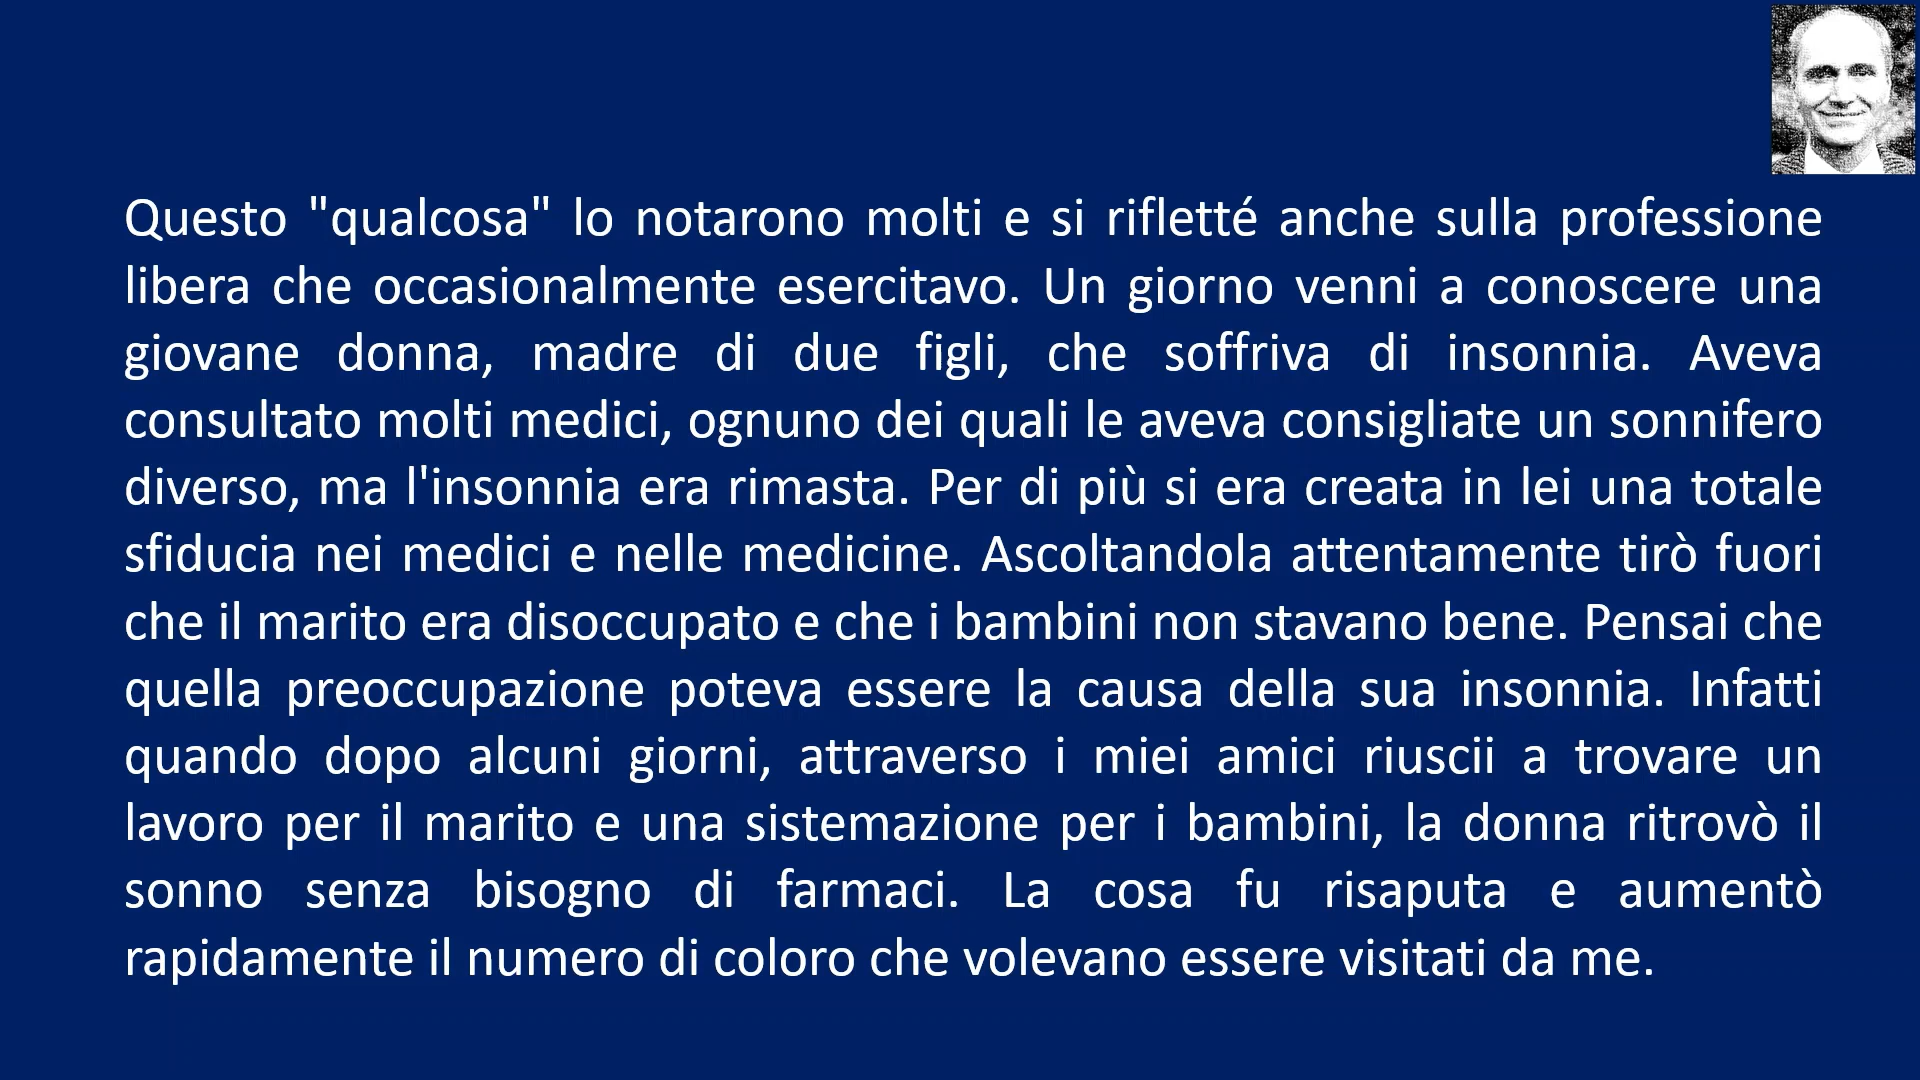 Questo "qualcosa" lo notarono molti e si rifletté anche sulla professione
libera che occasionalmente esercitavo. Un giorno venni a conoscere una
giovane donna, madre di due figli, che soffriva di insonnia. Aveva
consultato molti medici, ognuno dei quali le aveva consigliate un sonnifero
diverso, ma l'insonnia era rimasta. Per di più si era creata in lei una totale
sfiducia nei medici e nelle medicine. Ascoltandola attentamente tirò fuori
che il marito era disoccupato e che i bambini non stavano bene. Pensai che
quella preoccupazione poteva essere la causa della sua insonnia. Infatti
quando dopo alcuni giorni, attraverso i miei amici riuscii a trovare un
lavoro per il marito e una sistemazione per i bambini, la donna ritrovò il
sonno senza bisogno di farmaci. La cosa fu risaputa e aumentò
rapidamente il numero di coloro che volevano essere visitati da me.